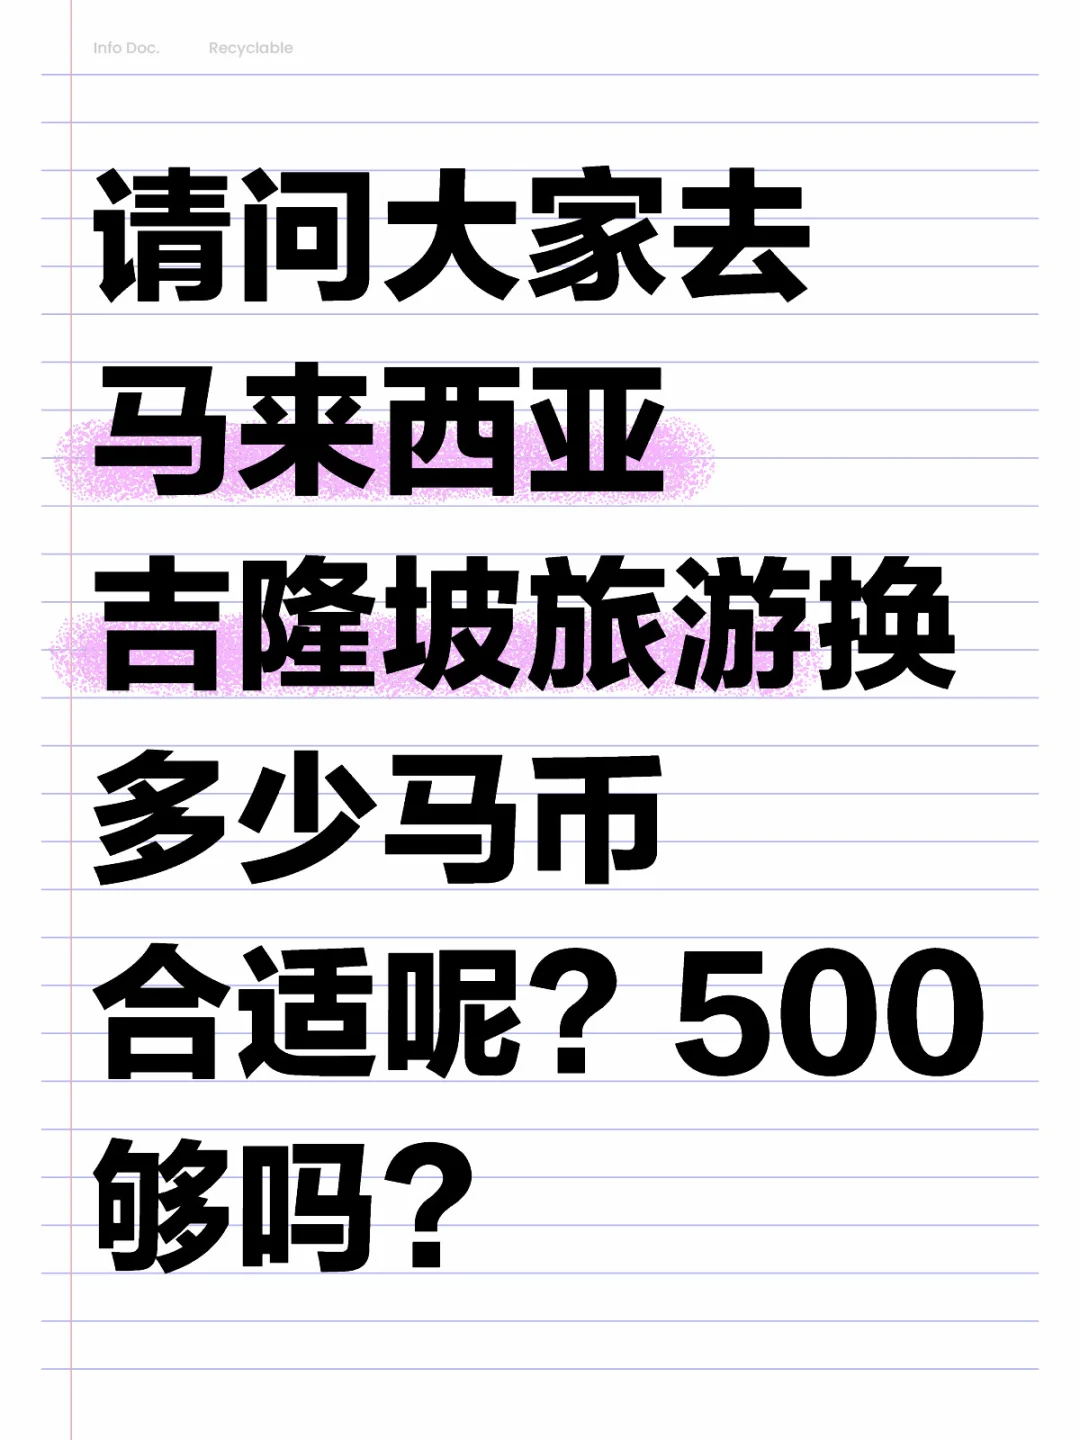 Info Doc. Recyclable
请问大家去
马来西亚
吉隆坡旅游换
多少马币
合适呢？500
够吗？